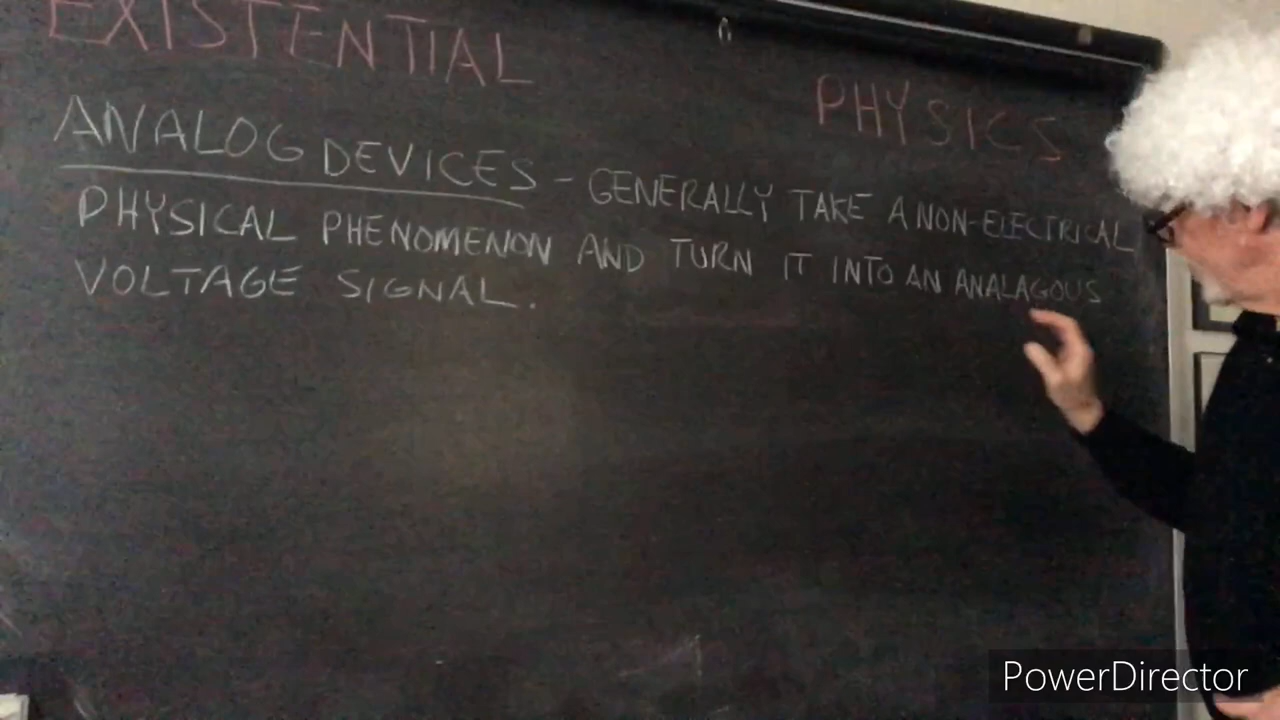 EXISTENTIAL
PHYSICS
ANALOG DEVICES - GENERALLY TAKE A NON-ELECTRICAL
PHYSICAL PHENOMENON AND TURN IT INTO AN ANALAGOUS
VOLTAGE SIGNAL.
PowerDirector